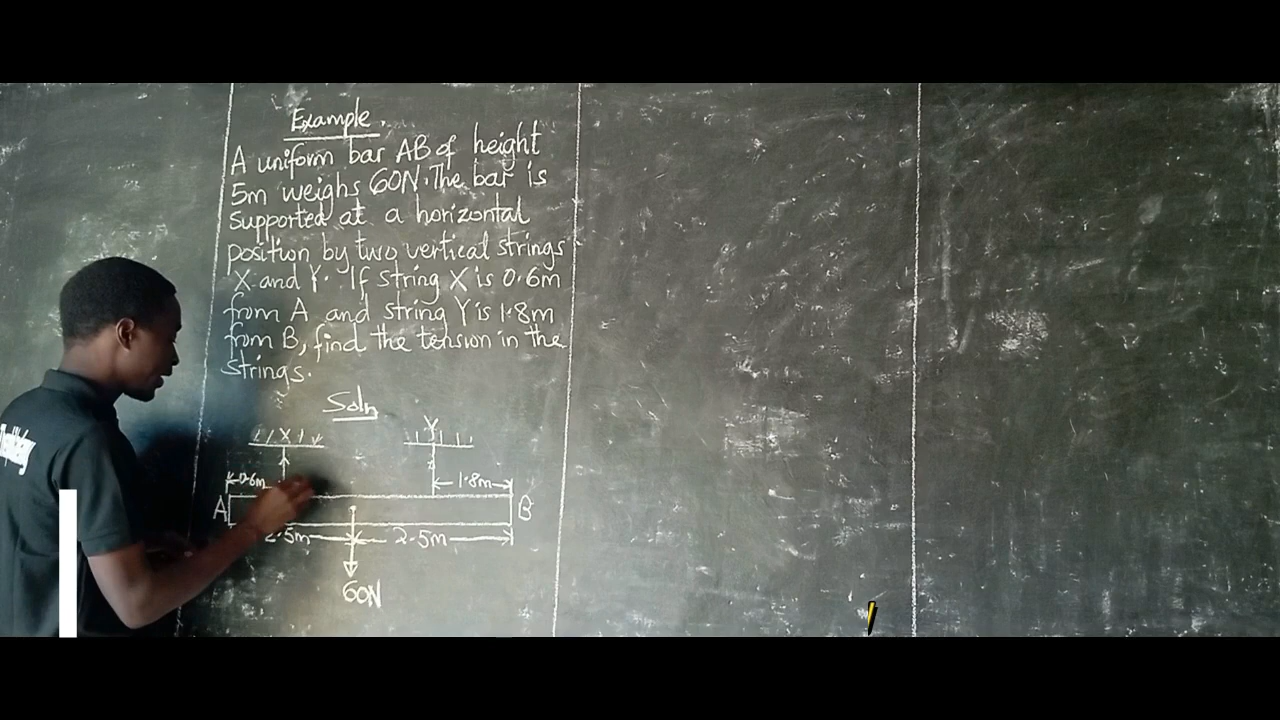 Example.
A uniform bar AB of height
5m weighs 60N. The bar is
supported at a horizontal
position by two vertical strings
X and Y. If string X is 0.6m
from A and string Y is 1.8m
from B, find the tension in the
strings.
Soln
X Y
0.6m 1.8m
A B
2.5m 2.5m
60N